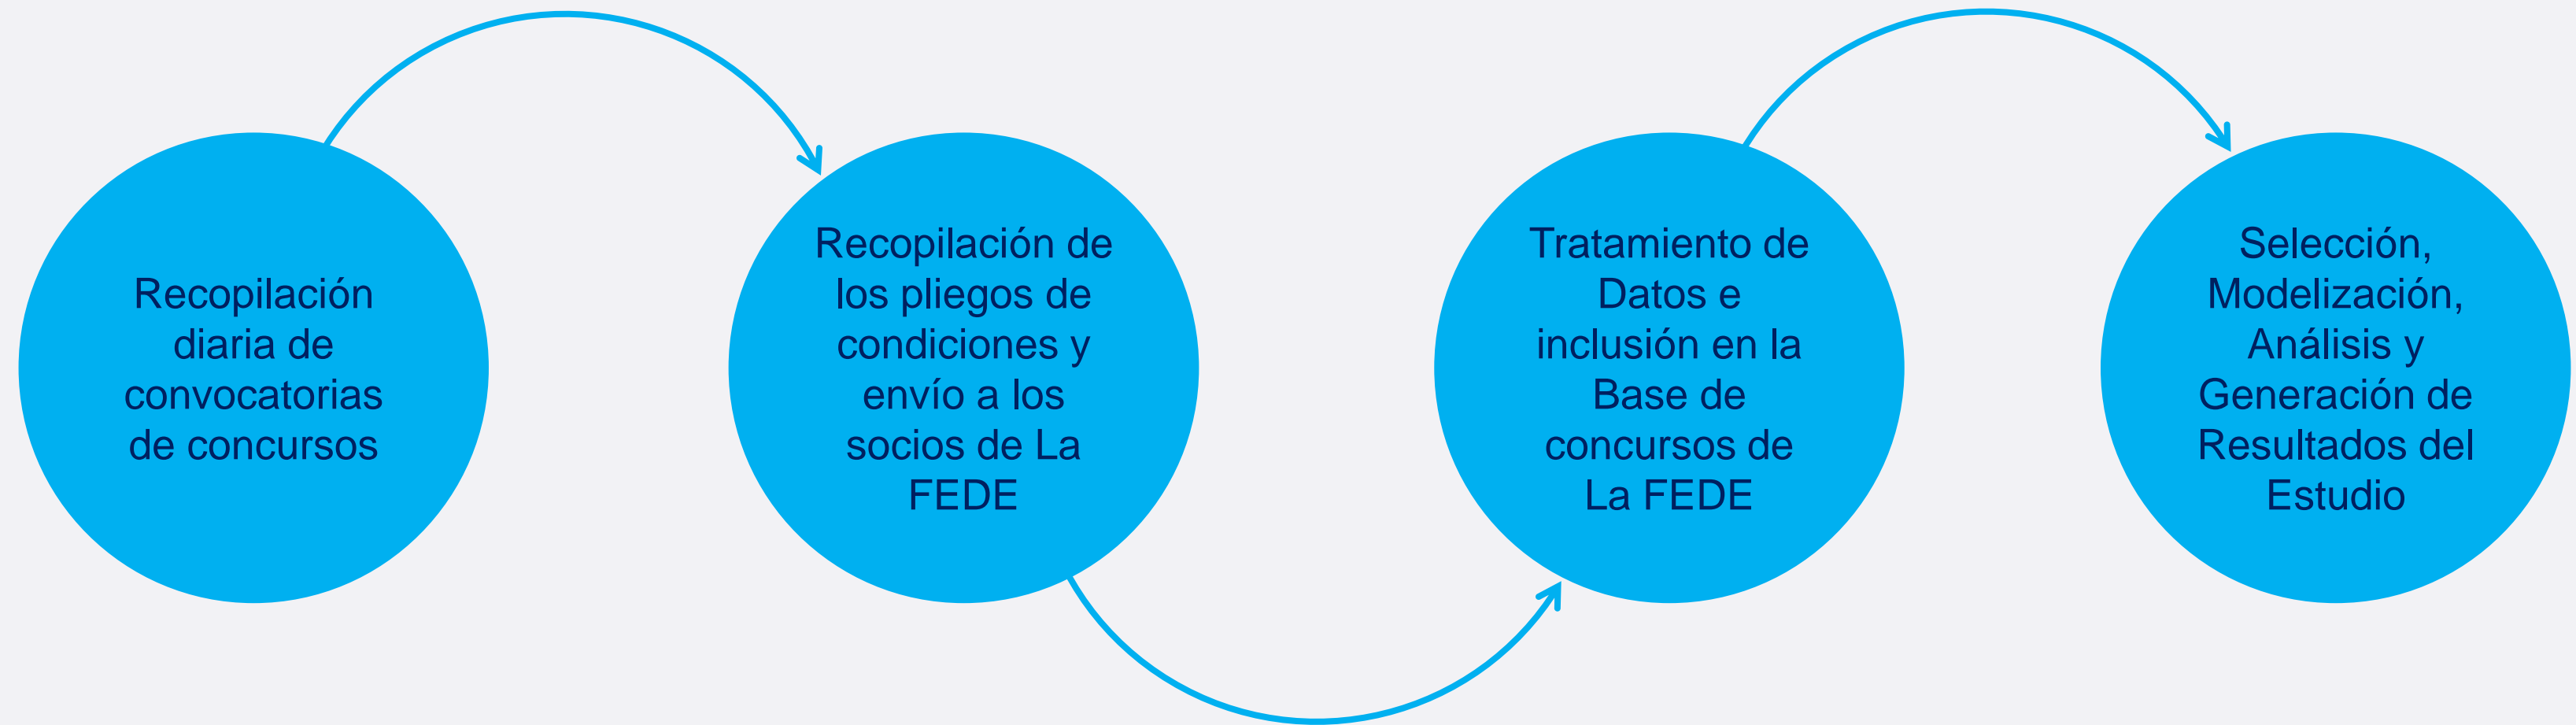 Recopilación
diaria de
convocatorias
de concursos
Recopilación de
los pliegos de
condiciones y
envío a los
socios de La
FEDE
Tratamiento de
Datos e
inclusión en la
Base de
concursos de
La FEDE
Selección,
Modelización,
Análisis y
Generación de
Resultados del
Estudio